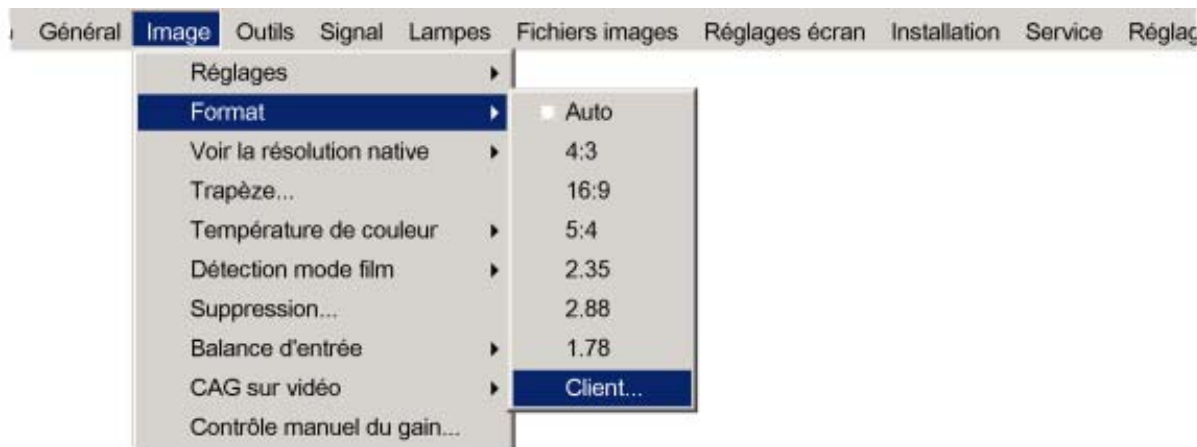 Général Image Outils Signal Lampes Fichiers images Réglages écran Installation Service Réglag
Réglages
Format
Voir la résolution native
Trapèze...
Température de couleur
Détection mode film
Suppression...
Balance d'entrée
CAG sur vidéo
Contrôle manuel du gain...
Auto
4:3
16:9
5:4
2.35
2.88
1.78
Client...